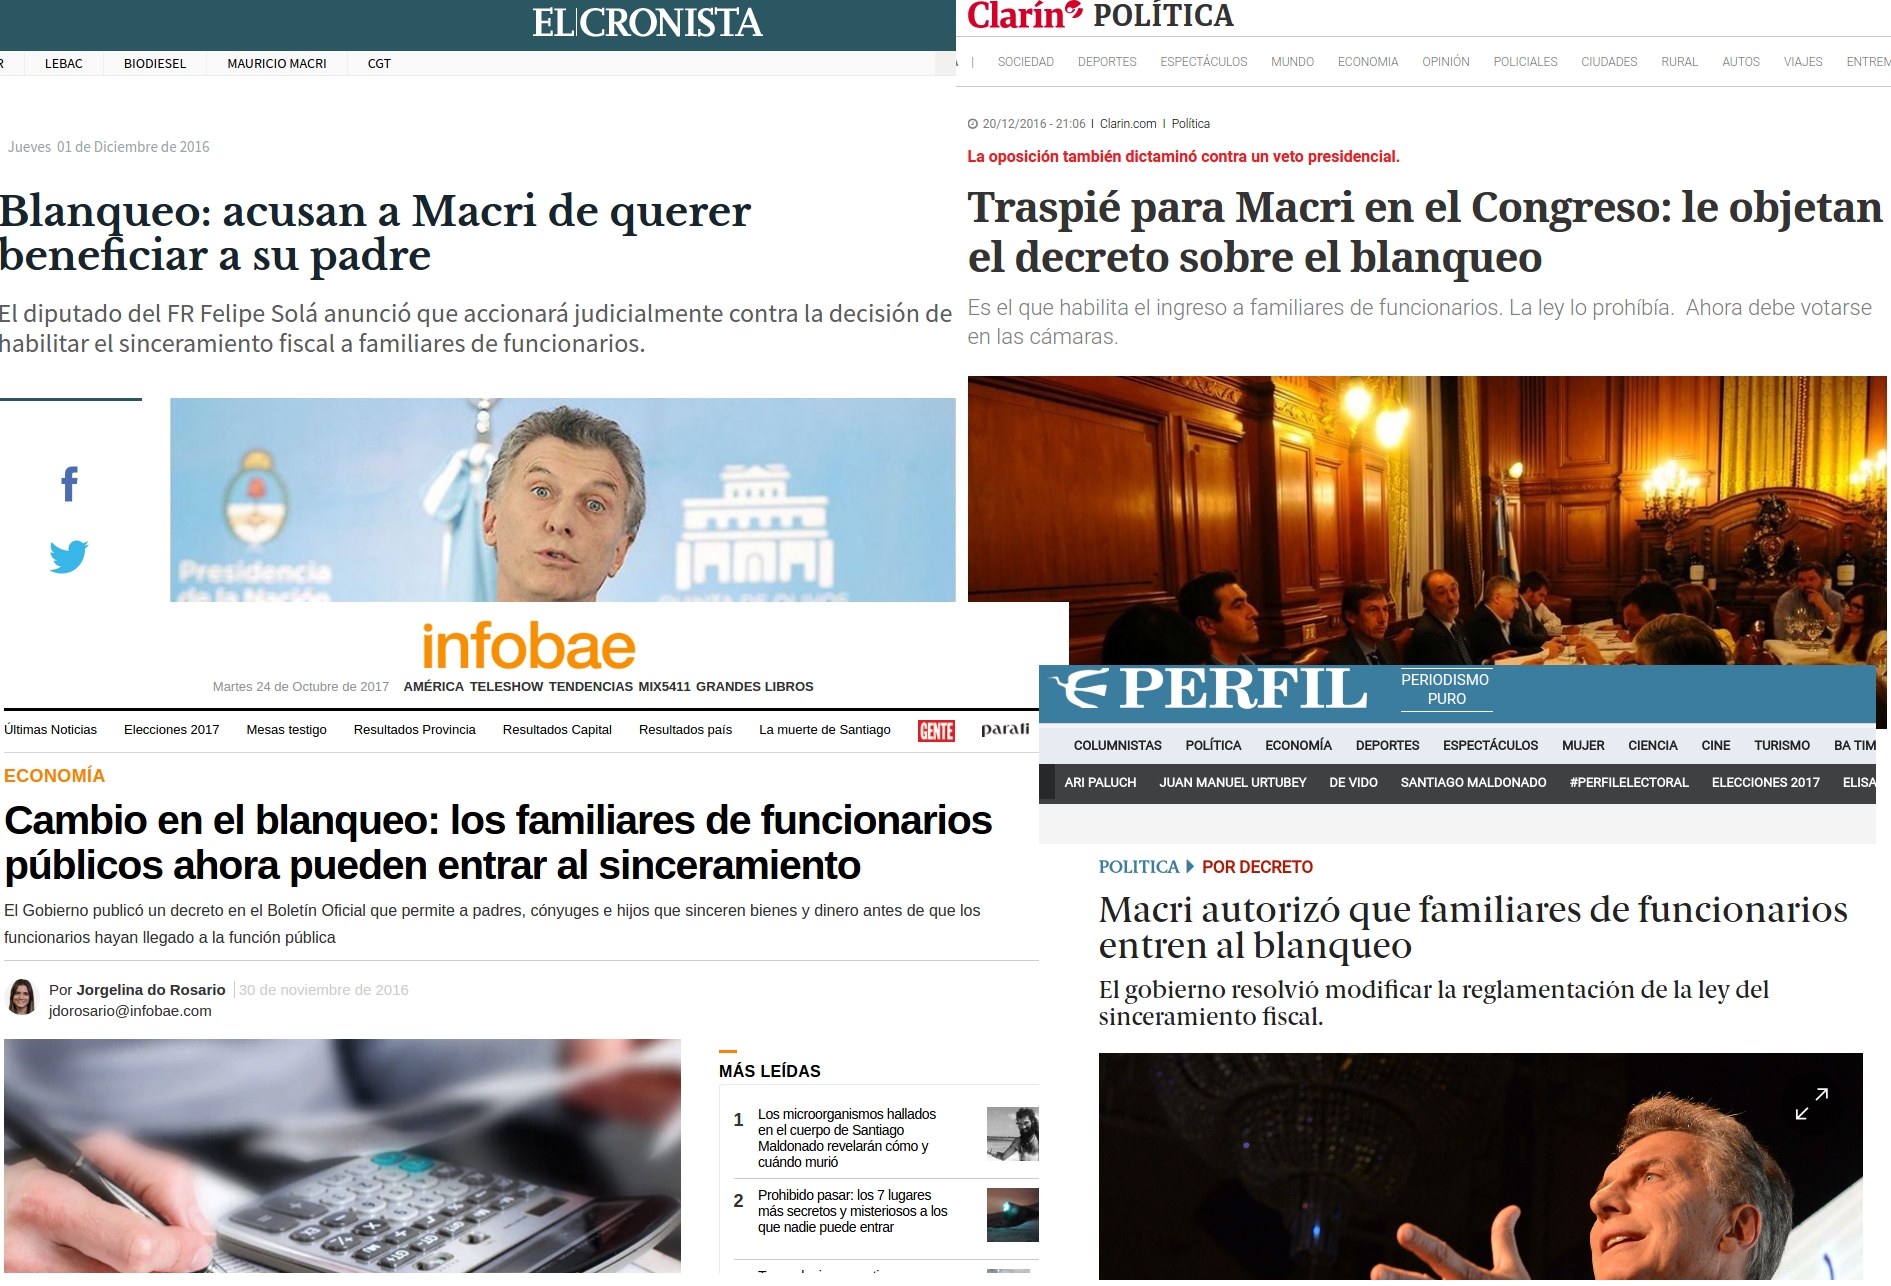 EL CRONISTA
LEBAC BIODIESEL MAURICIO MACRI CGT
Jueves 01 de Diciembre de 2016
Blanqueo: acusan a Macri de querer
beneficiar a su padre
El diputado del FR Felipe Solá anunció que accionará judicialmente contra la decisión de
habilitar el sinceramiento fiscal a familiares de funcionarios.
Presidencia
de la Nación
QUINTA DE OLIVOS
Clarín POLÍTICA
| SOCIEDAD DEPORTES ESPECTÁCULOS MUNDO ECONOMIA OPINIÓN POLICIALES CIUDADES RURAL AUTOS VIAJES ENTREM
20/12/2016 - 21:06 | Clarin.com | Política
La oposición también dictaminó contra un veto presidencial.
Traspié para Macri en el Congreso: le objetan
el decreto sobre el blanqueo
Es el que habilita el ingreso a familiares de funcionarios. La ley lo prohíbía. Ahora debe votarse
en las cámaras.
infobae
Martes 24 de Octubre de 2017 AMÉRICA TELESHOW TENDENCIAS MIX5411 GRANDES LIBROS
Últimas Noticias Elecciones 2017 Mesas testigo Resultados Provincia Resultados Capital Resultados país La muerte de Santiago GENTE parati
ECONOMÍA
Cambio en el blanqueo: los familiares de funcionarios
públicos ahora pueden entrar al sinceramiento
El Gobierno publicó un decreto en el Boletín Oficial que permite a padres, cónyuges e hijos que sinceren bienes y dinero antes de que los
funcionarios hayan llegado a la función pública
Por Jorgelina do Rosario | 30 de noviembre de 2016
jdorosario@infobae.com
MÁS LEÍDAS
1 Los microorganismos hallados
en el cuerpo de Santiago
Maldonado revelarán cómo y
cuándo murió
2 Prohibido pasar: los 7 lugares
más secretos y misteriosos a los
que nadie puede entrar
PERFIL PERIODISMO
PURO
COLUMNISTAS POLÍTICA ECONOMÍA DEPORTES ESPECTÁCULOS MUJER CIENCIA CINE TURISMO BA TIM
ARI PALUCH JUAN MANUEL URTUBEY DE VIDO SANTIAGO MALDONADO #PERFILELECTORAL ELECCIONES 2017 ELISA
POLITICA POR DECRETO
Macri autorizó que familiares de funcionarios
entren al blanqueo
El gobierno resolvió modificar la reglamentación de la ley del
sinceramiento fiscal.